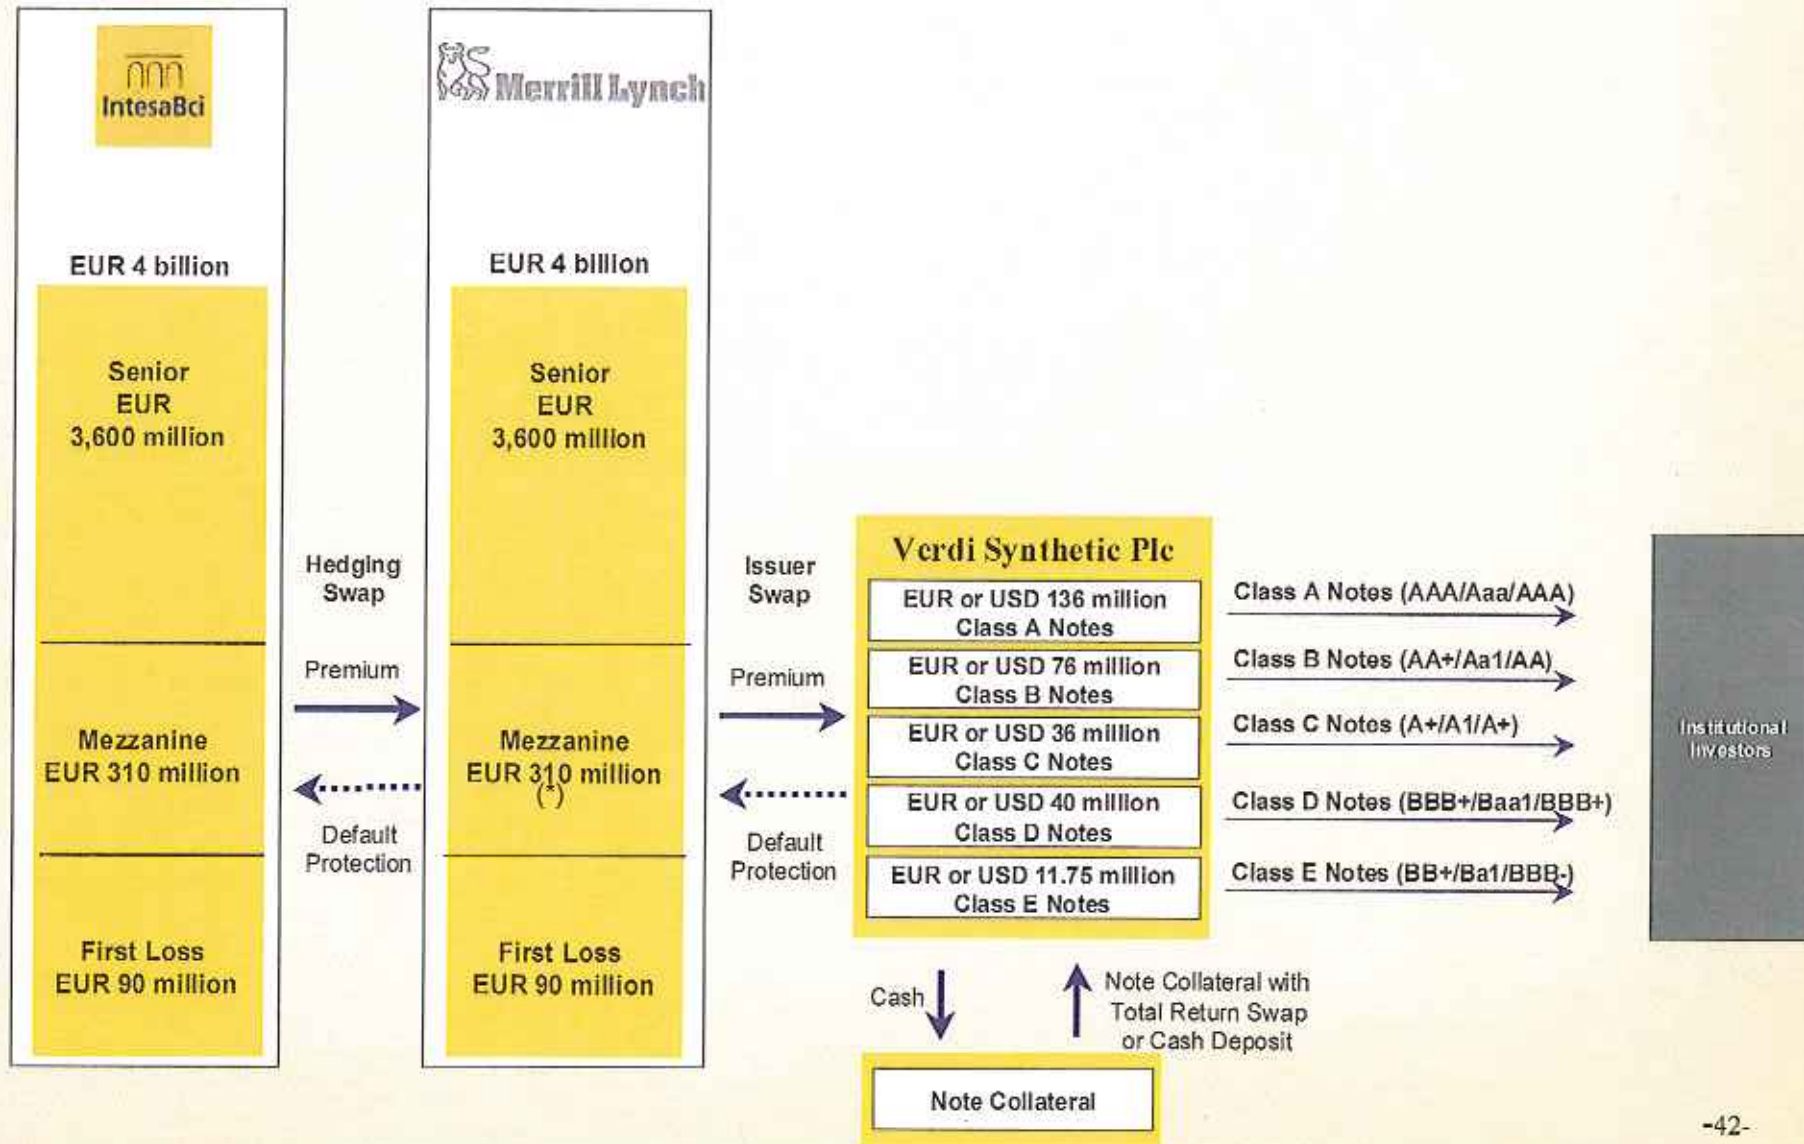 IntesaBci
EUR 4 billion
Senior
EUR
3,600 million
Mezzanine
EUR 310 million
First Loss
EUR 90 million
Hedging
Swap
Premium
Default
Protection
Merrill Lynch
EUR 4 billion
Senior
EUR
3,600 million
Mezzanine
EUR 310 million
(*)
First Loss
EUR 90 million
Issuer
Swap
Premium
Default
Protection
Verdi Synthetic Plc
EUR or USD 136 million
Class A Notes
EUR or USD 76 million
Class B Notes
EUR or USD 36 million
Class C Notes
EUR or USD 40 million
Class D Notes
EUR or USD 11.75 million
Class E Notes
Class A Notes (AAA/Aaa/AAA)
Class B Notes (AA+/Aa1/AA)
Class C Notes (A+/A1/A+)
Class D Notes (BBB+/Baa1/BBB+)
Class E Notes (BB+/Ba1/BBB-)
Institutional
Investors
Cash
Note Collateral with
Total Return Swap
or Cash Deposit
Note Collateral
-42-